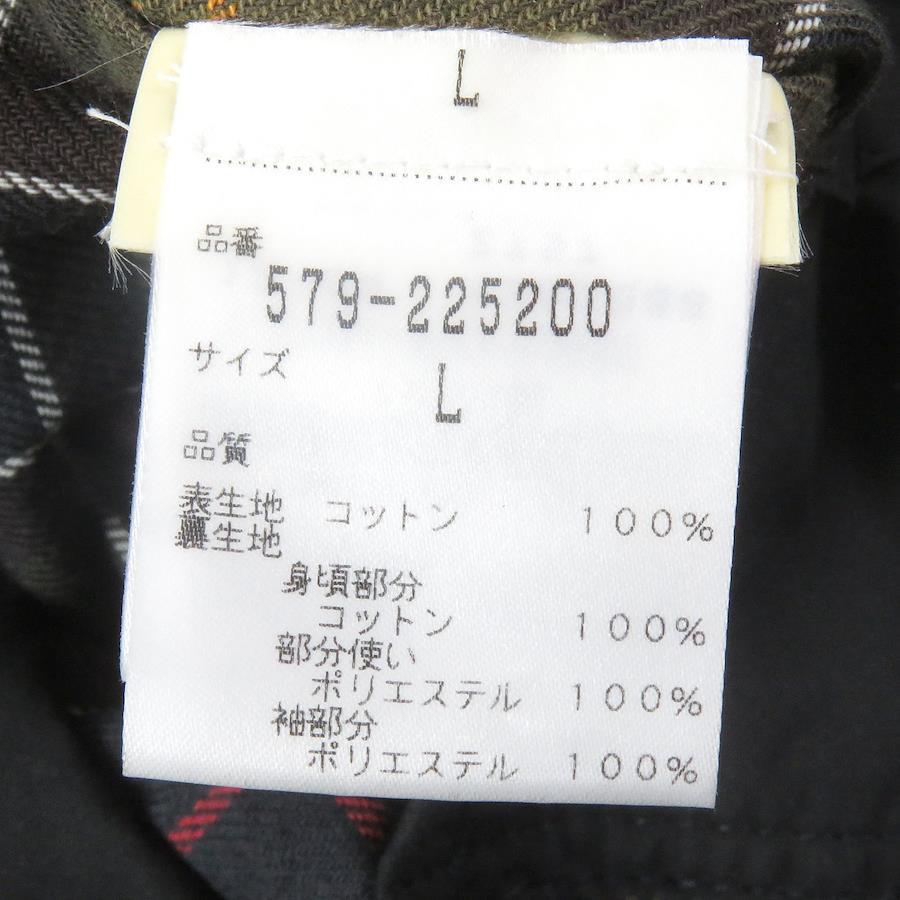 L
品番
579-225200
サイズ
L
品質
表生地 コットン 100%
裏生地
身頃部分
コットン 100%
部分使い
ポリエステル 100%
袖部分
ポリエステル 100%